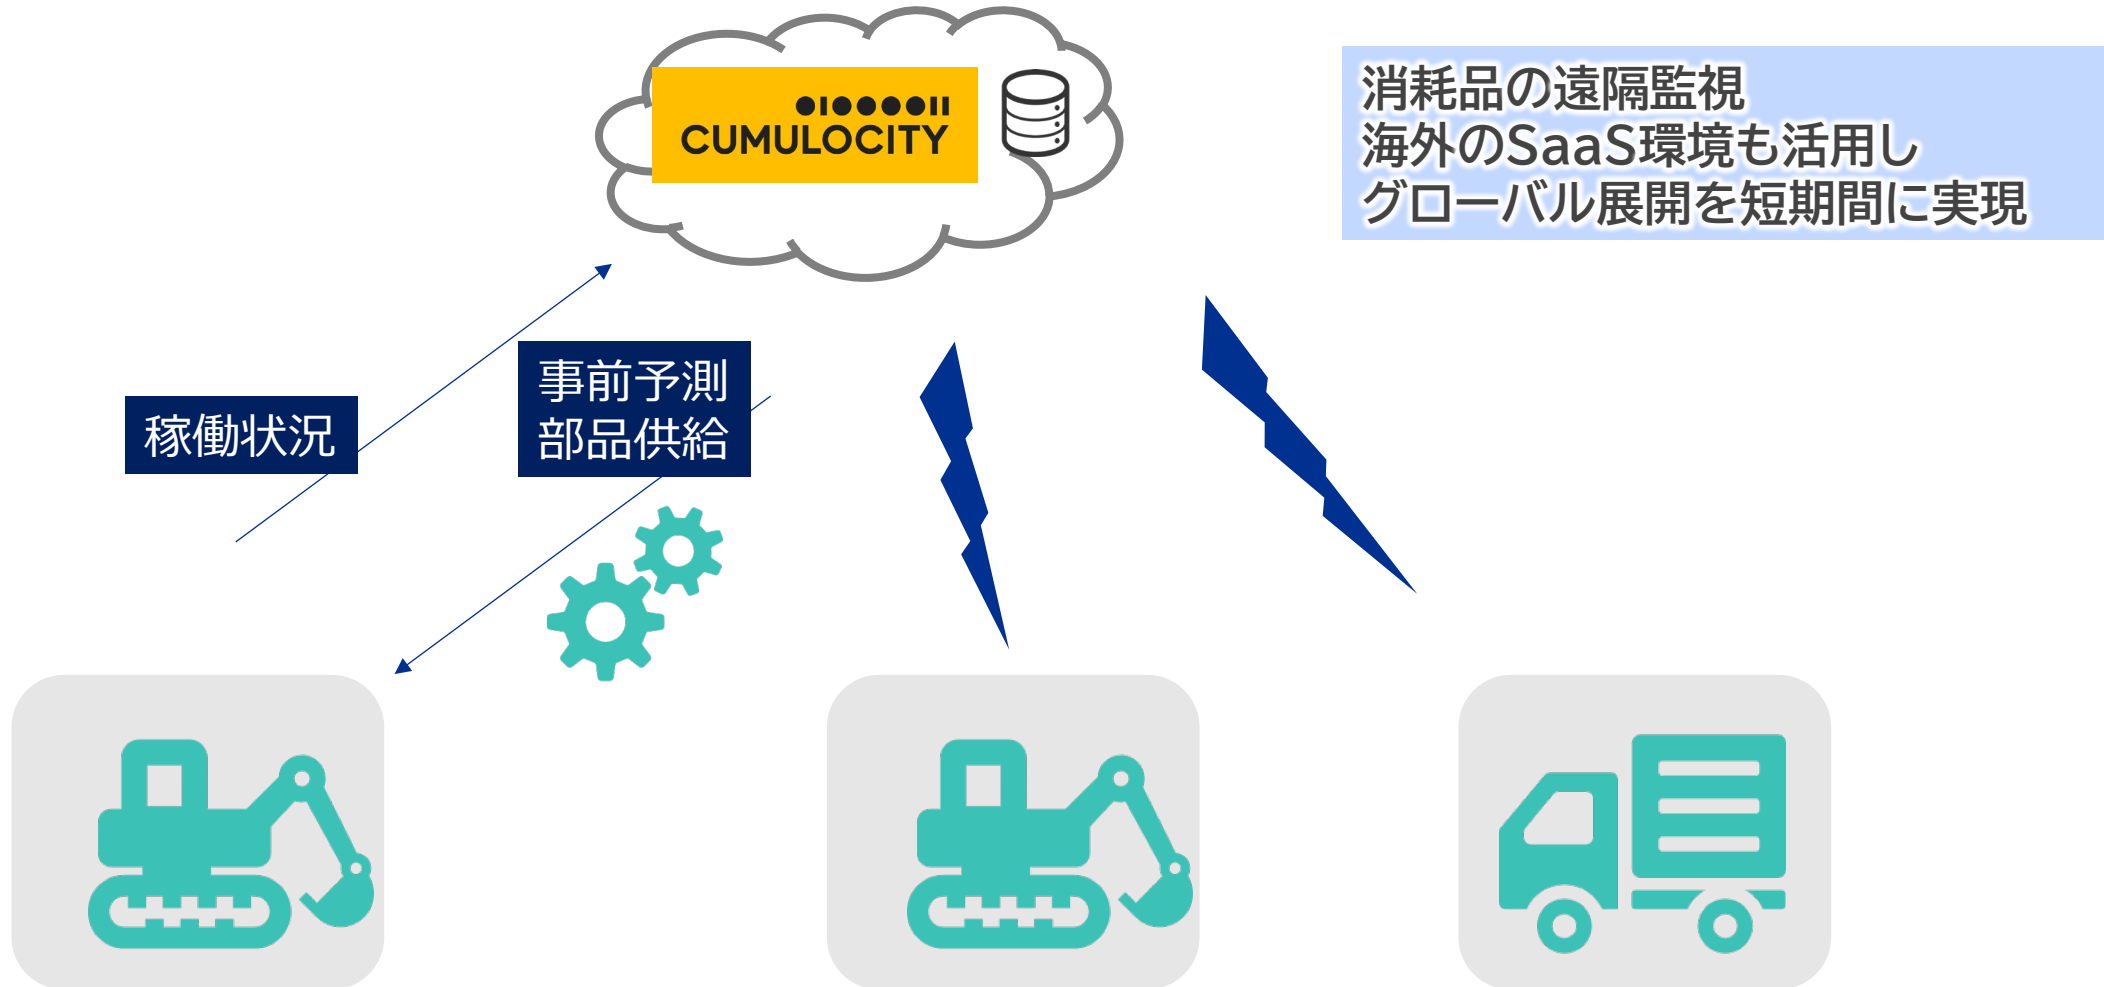 CUMULOCITY
消耗品の遠隔監視
海外のSaaS環境も活用し
グローバル展開を短期間に実現
事前予測
部品供給
稼働状況